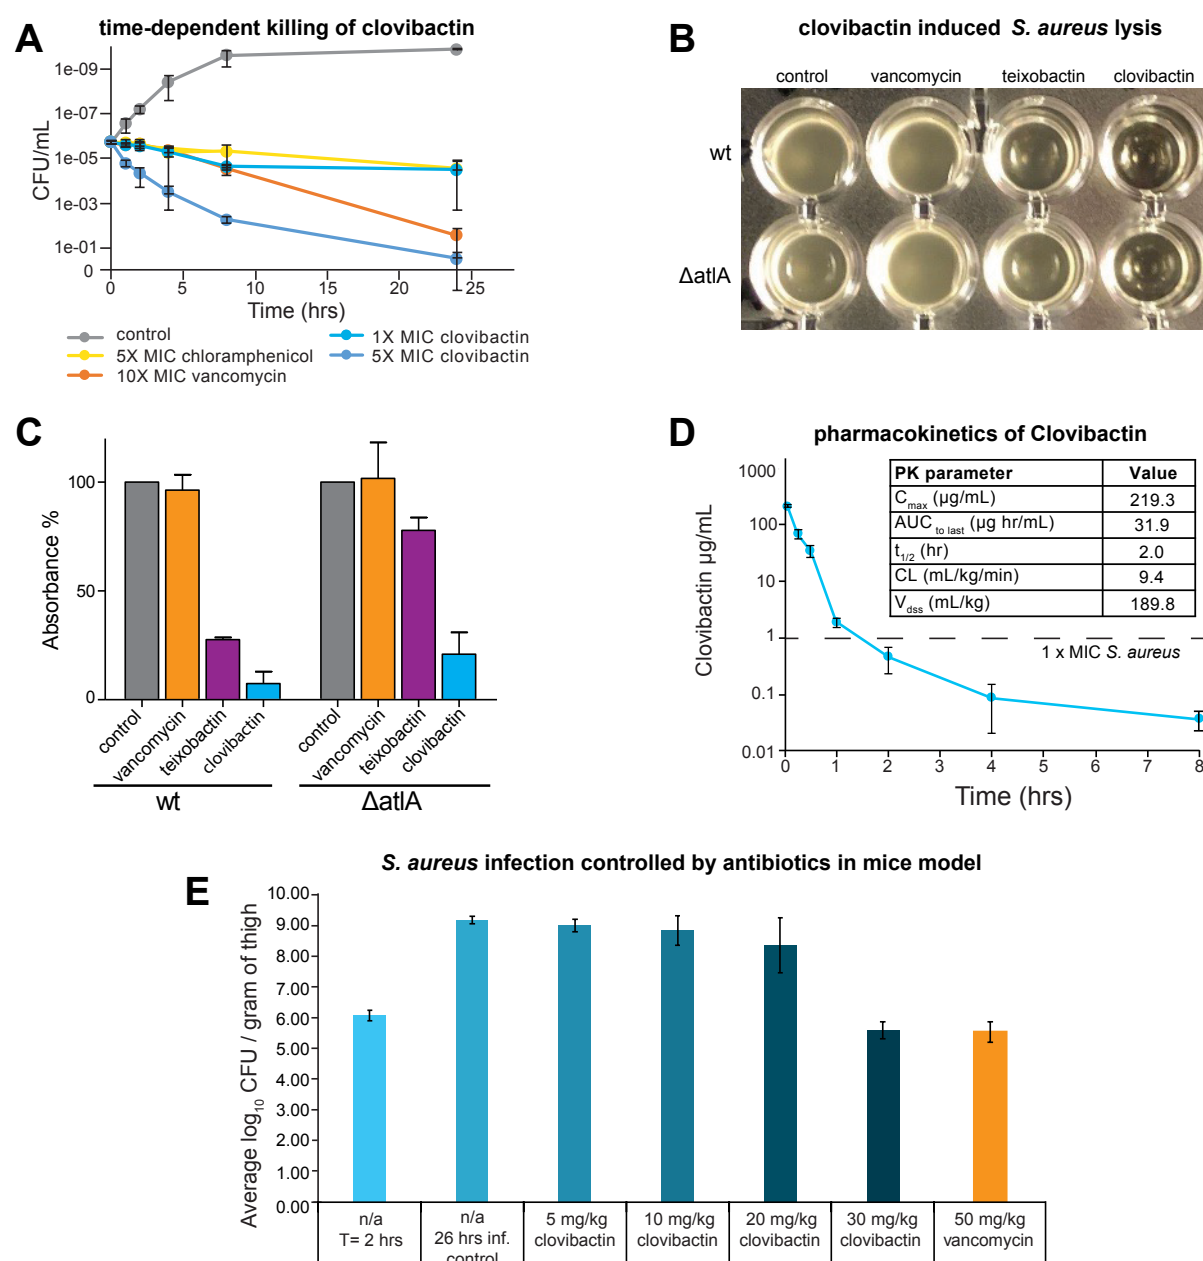 A
time-dependent killing of clovibactin
CFU/mL
1e-09
1e-07
1e-05
1e-03
1e-01
0
0 5 10 15 20 25
Time (hrs)
control
5X MIC chloramphenicol
10X MIC vancomycin
1X MIC clovibactin
5X MIC clovibactin
B
clovibactin induced S. aureus lysis
control vancomycin teixobactin clovibactin
wt
ΔatlA
C
Absorbance %
100
50
0
control
vancomycin
teixobactin
clovibactin
control
vancomycin
teixobactin
clovibactin
wt
ΔatlA
D
pharmacokinetics of Clovibactin
Clovibactin µg/mL
1000
100
10
1
0.1
0.01
PK parameter Value
Cmax (µg/mL) 219.3
AUC to last (µg hr/mL) 31.9
t1/2 (hr) 2.0
CL (mL/kg/min) 9.4
Vdss (mL/kg) 189.8
1 x MIC S. aureus
0 1 2 3 4 5 6 7 8
Time (hrs)
S. aureus infection controlled by antibiotics in mice model
E
Average log10 CFU / gram of thigh
10.00
9.00
8.00
7.00
6.00
5.00
4.00
3.00
2.00
1.00
0.00
n/a
T= 2 hrs
n/a
26 hrs inf.
control
5 mg/kg
clovibactin
10 mg/kg
clovibactin
20 mg/kg
clovibactin
30 mg/kg
clovibactin
50 mg/kg
vancomycin